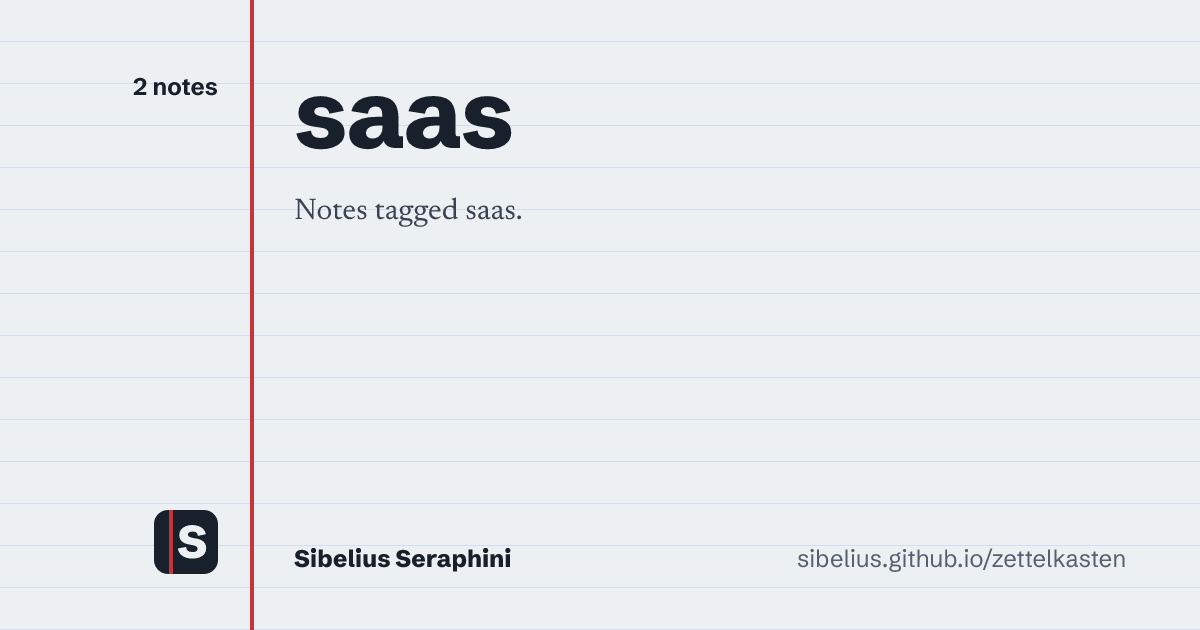 2 notes
saas
Notes tagged saas.
S
Sibelius Seraphini
sibelius.github.io/zettelkasten